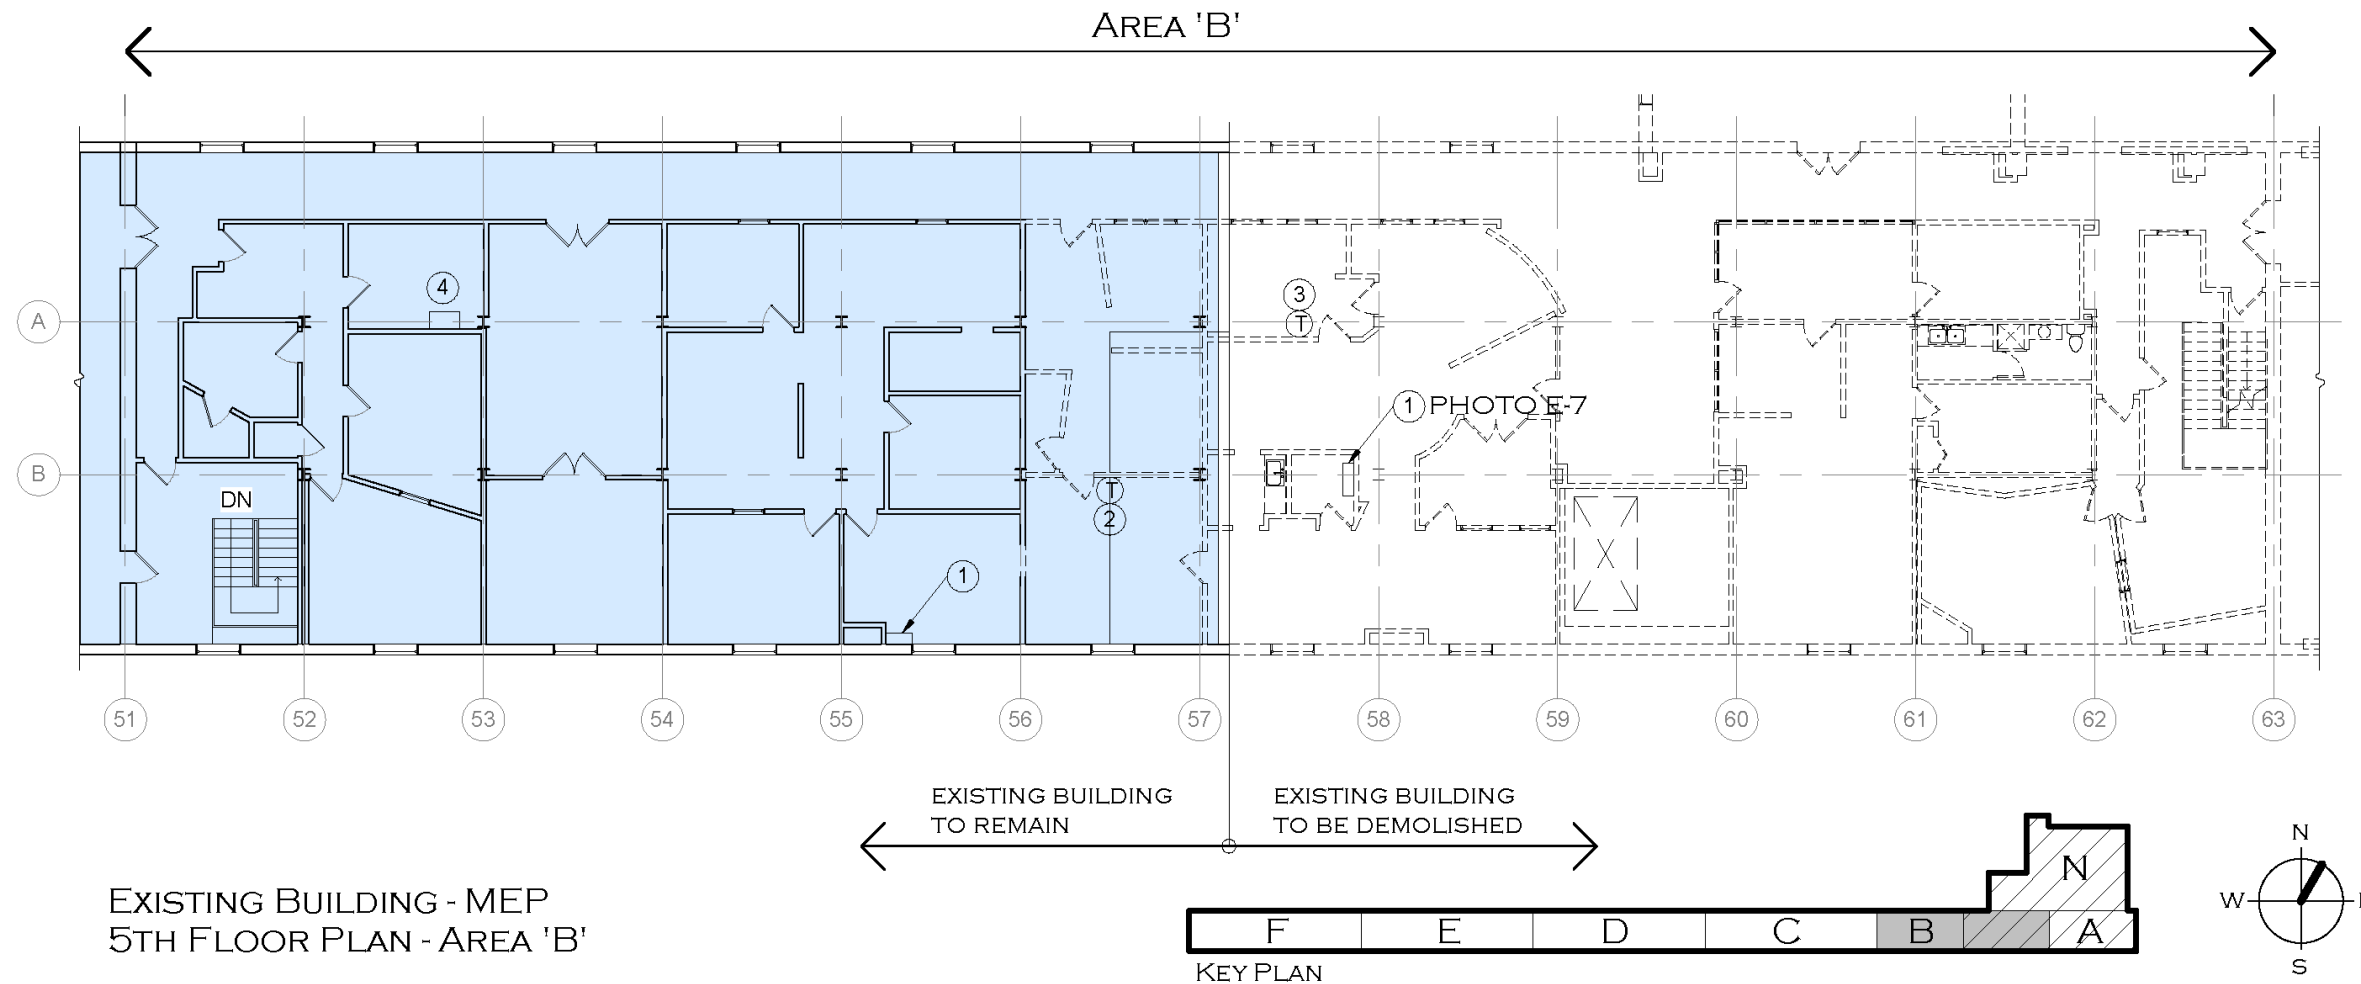 AREA 'B'
4
3
T
A
1 PHOTO E-7
B
DN
T
2
1
51 52 53 54 55 56 57 58 59 60 61 62 63
EXISTING BUILDING
TO REMAIN
EXISTING BUILDING
TO BE DEMOLISHED
EXISTING BUILDING - MEP
5TH FLOOR PLAN - AREA 'B'
N
F E D C B A
KEY PLAN
N
W
S